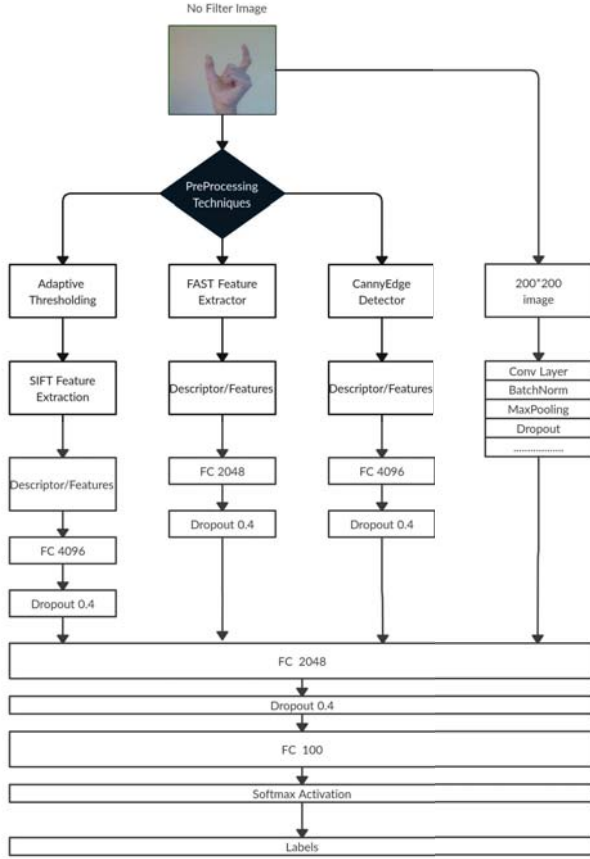 No Filter Image
PreProcessing
Techniques
Adaptive
Thresholding
FAST Feature
Extractor
CannyEdge
Detector
200*200
image
SIFT Feature
Extraction
Descriptor/Features
Descriptor/Features
Conv Layer
BatchNorm
MaxPooling
Dropout
...................
Descriptor/Features
FC 2048
FC 4096
Dropout 0.4
Dropout 0.4
FC 4096
Dropout 0.4
FC 2048
Dropout 0.4
FC 100
Softmax Activation
Labels